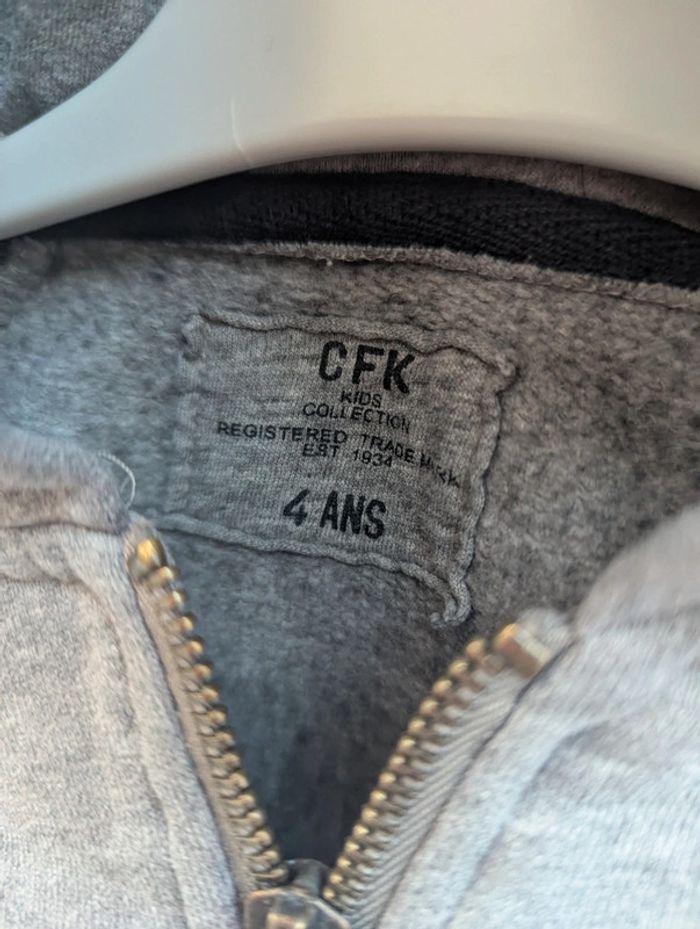 CFK
KIDS
COLLECTION
REGISTERED TRADE MARK
EST 1934
4 ANS